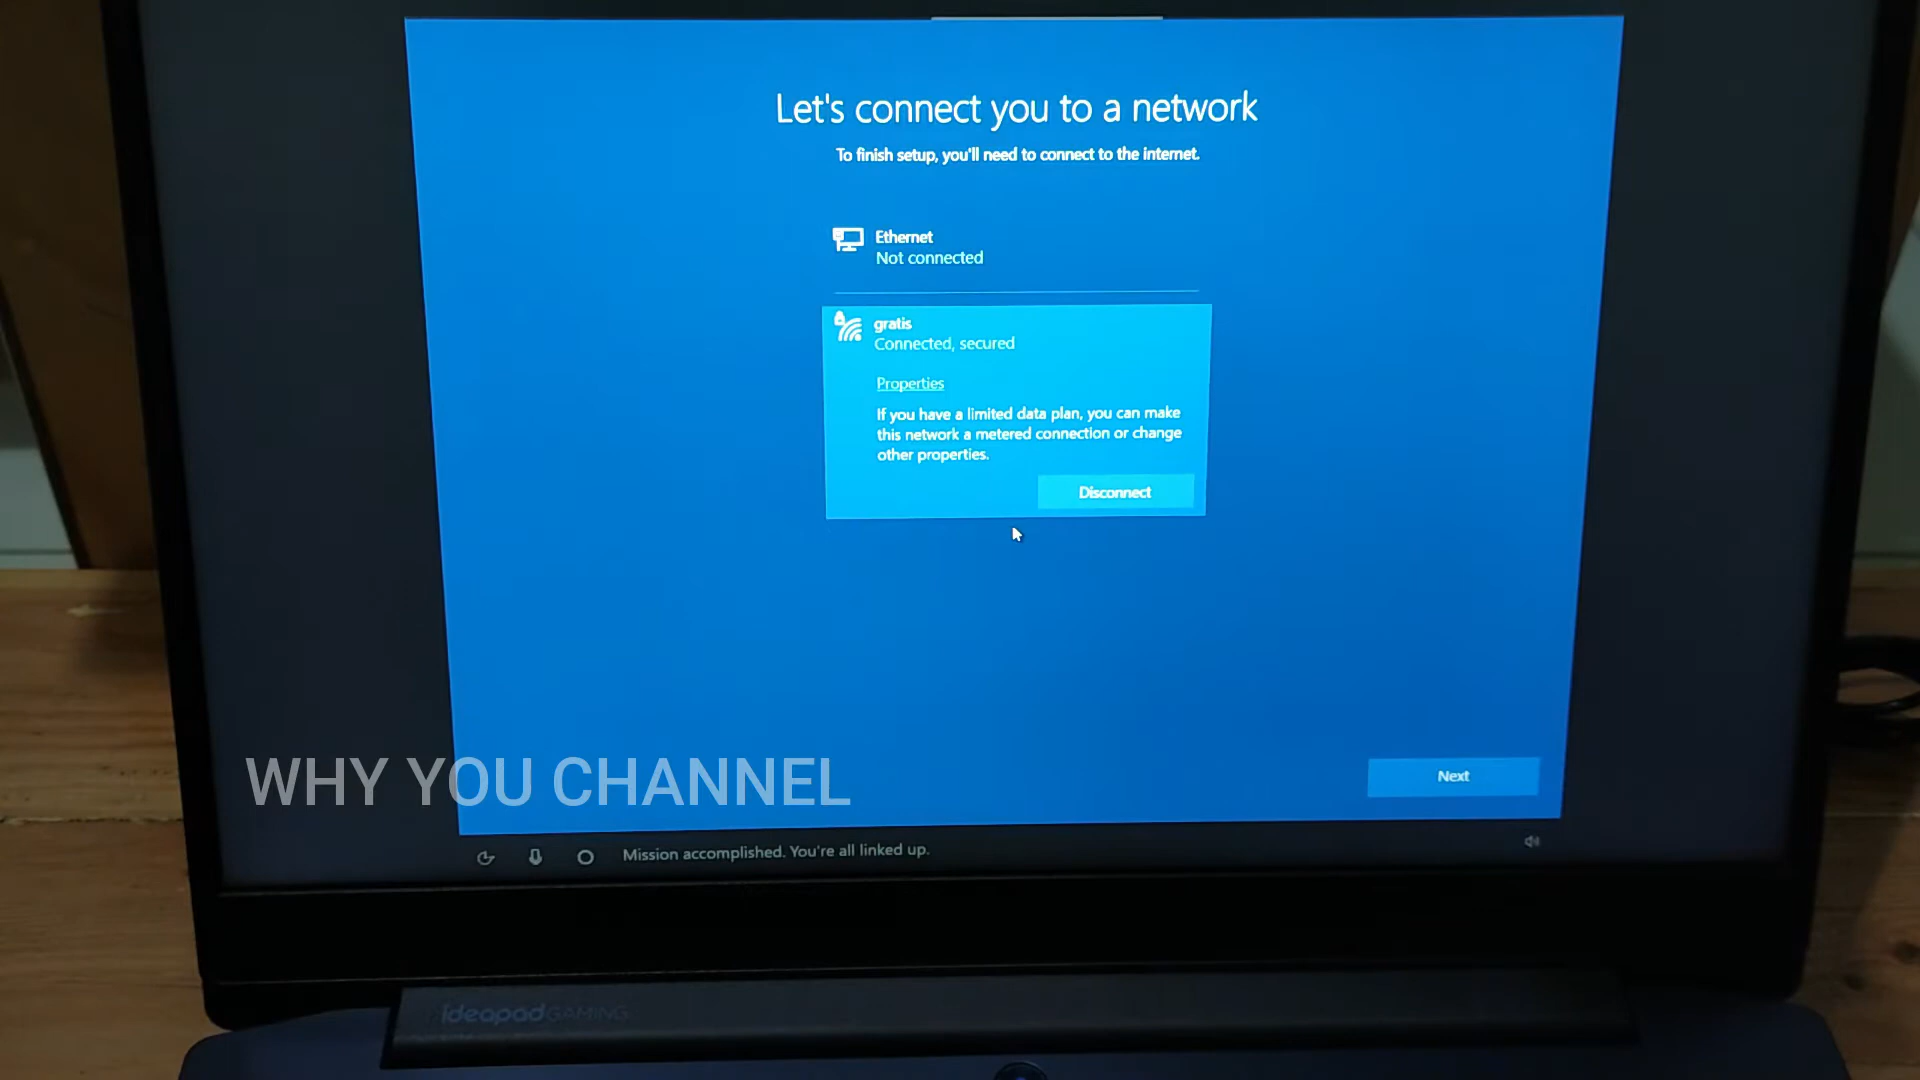 Let's connect you to a network
To finish setup, you'll need to connect to the internet.
Ethernet
Not connected
gratis
Connected, secured
Properties
If you have a limited data plan, you can make
this network a metered connection or change
other properties.
Disconnect
WHY YOU CHANNEL
Next
Mission accomplished. You're all linked up.
ideapad GAMING